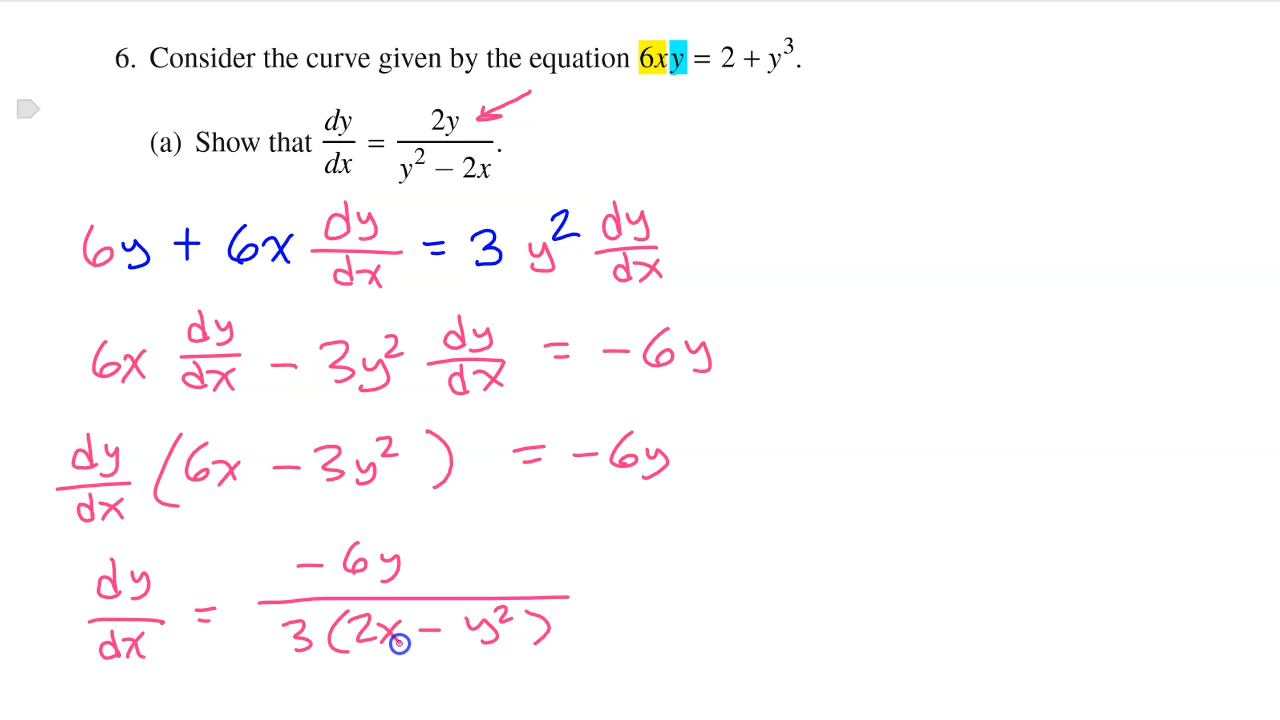 6. Consider the curve given by the equation 6xy = 2 + y³.
(a) Show that dy/dx = 2y/(y² − 2x).
6y + 6x dy/dx = 3 y² dy/dx
6x dy/dx − 3y² dy/dx = −6y
dy/dx (6x − 3y²) = −6y
dy/dx = −6y/3(2x − y²)